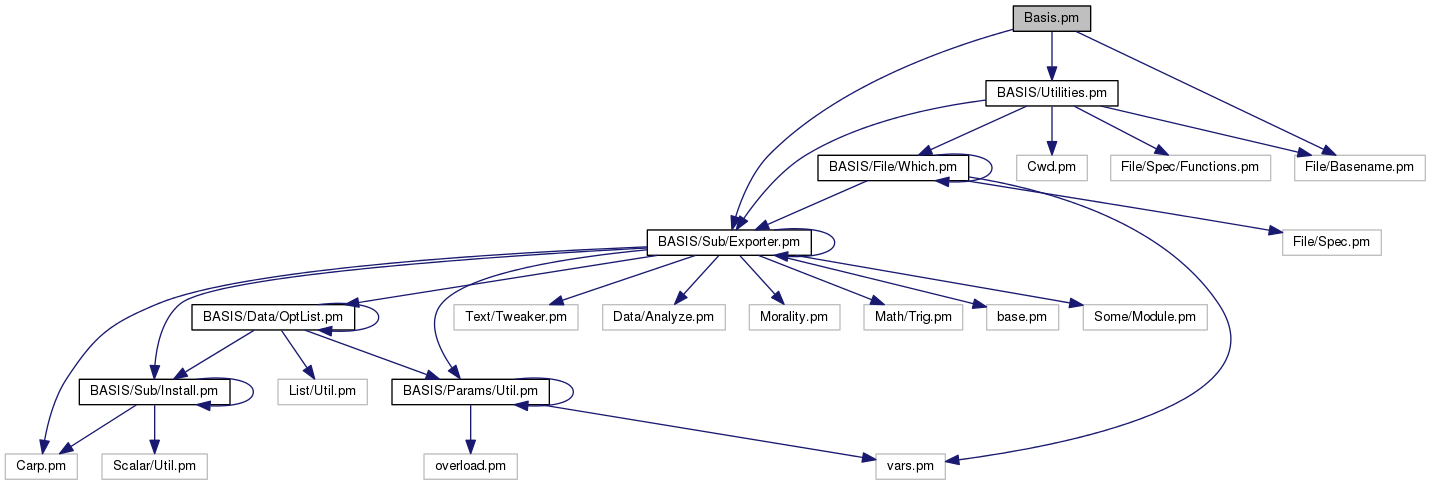 Basis.pm
BASIS/Utilities.pm
BASIS/File/Which.pm
Cwd.pm
File/Spec/Functions.pm
File/Basename.pm
BASIS/Sub/Exporter.pm
File/Spec.pm
BASIS/Data/OptList.pm
Text/Tweaker.pm
Data/Analyze.pm
Morality.pm
Math/Trig.pm
base.pm
Some/Module.pm
BASIS/Sub/Install.pm
List/Util.pm
BASIS/Params/Util.pm
Carp.pm
Scalar/Util.pm
overload.pm
vars.pm